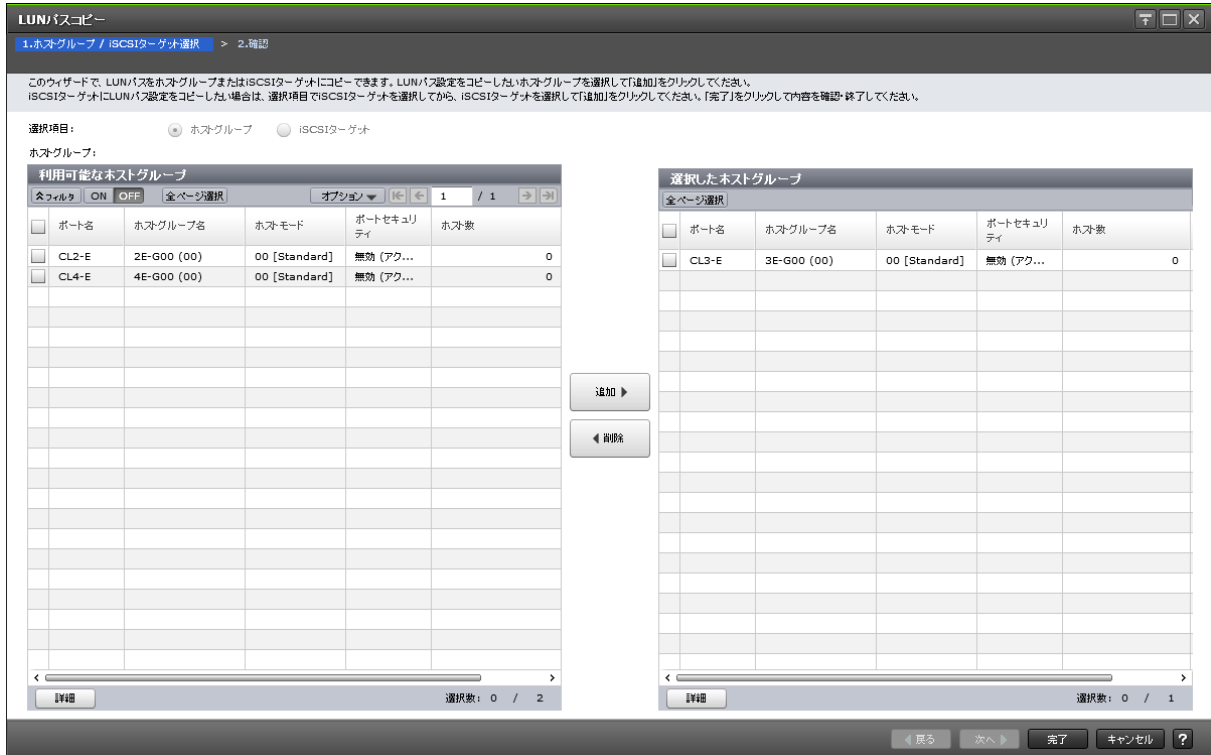 LUNパスコピー
1.ホストグループ / iSCSIターゲット選択 > 2.確認
このウィザードで、LUNパスをホストグループまたはiSCSIターゲットにコピーできます。LUNパス設定をコピーしたいホストグループを選択して「追加」をクリックしてください。
iSCSIターゲットにLUNパス設定をコピーしたい場合は、選択項目でiSCSIターゲットを選択してから、iSCSIターゲットを選択して「追加」をクリックしてください。「完了」をクリックして内容を確認・終了してください。
選択項目: ホストグループ iSCSIターゲット
ホストグループ:
利用可能なホストグループ
フィルタ ON OFF 全ページ選択 オプション 1 / 1
ポート名 ホストグループ名 ホストモード ポートセキュリティ ホスト数
CL2-E 2E-G00 (00) 00 [Standard] 無効 (アク... 0
CL4-E 4E-G00 (00) 00 [Standard] 無効 (アク... 0
詳細 選択数: 0 / 2
追加
削除
選択したホストグループ
全ページ選択
ポート名 ホストグループ名 ホストモード ポートセキュリティ ホスト数
CL3-E 3E-G00 (00) 00 [Standard] 無効 (アク... 0
詳細 選択数: 0 / 1
戻る 次へ 完了 キャンセル ?